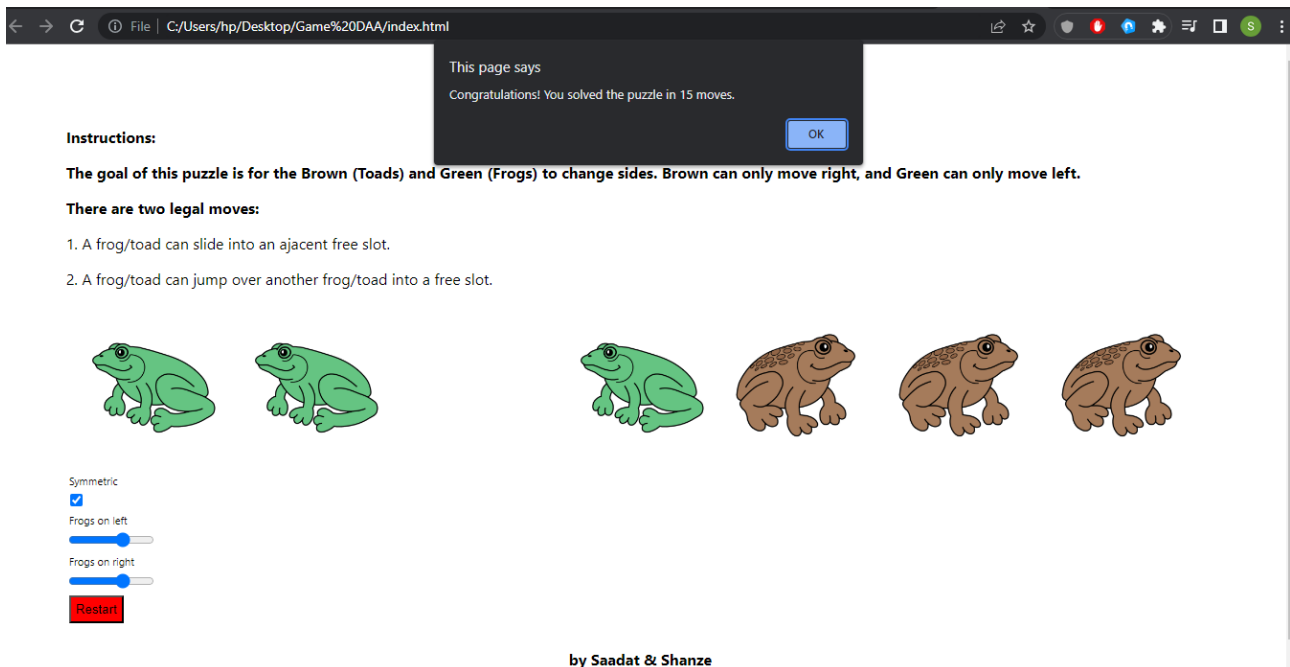 File | C:/Users/hp/Desktop/Game%20DAA/index.html
S
This page says
Congratulations! You solved the puzzle in 15 moves.
OK
Instructions:
The goal of this puzzle is for the Brown (Toads) and Green (Frogs) to change sides. Brown can only move right, and Green can only move left.
There are two legal moves:
1. A frog/toad can slide into an ajacent free slot.
2. A frog/toad can jump over another frog/toad into a free slot.
Symmetric
Frogs on left
Frogs on right
Restart
by Saadat & Shanze